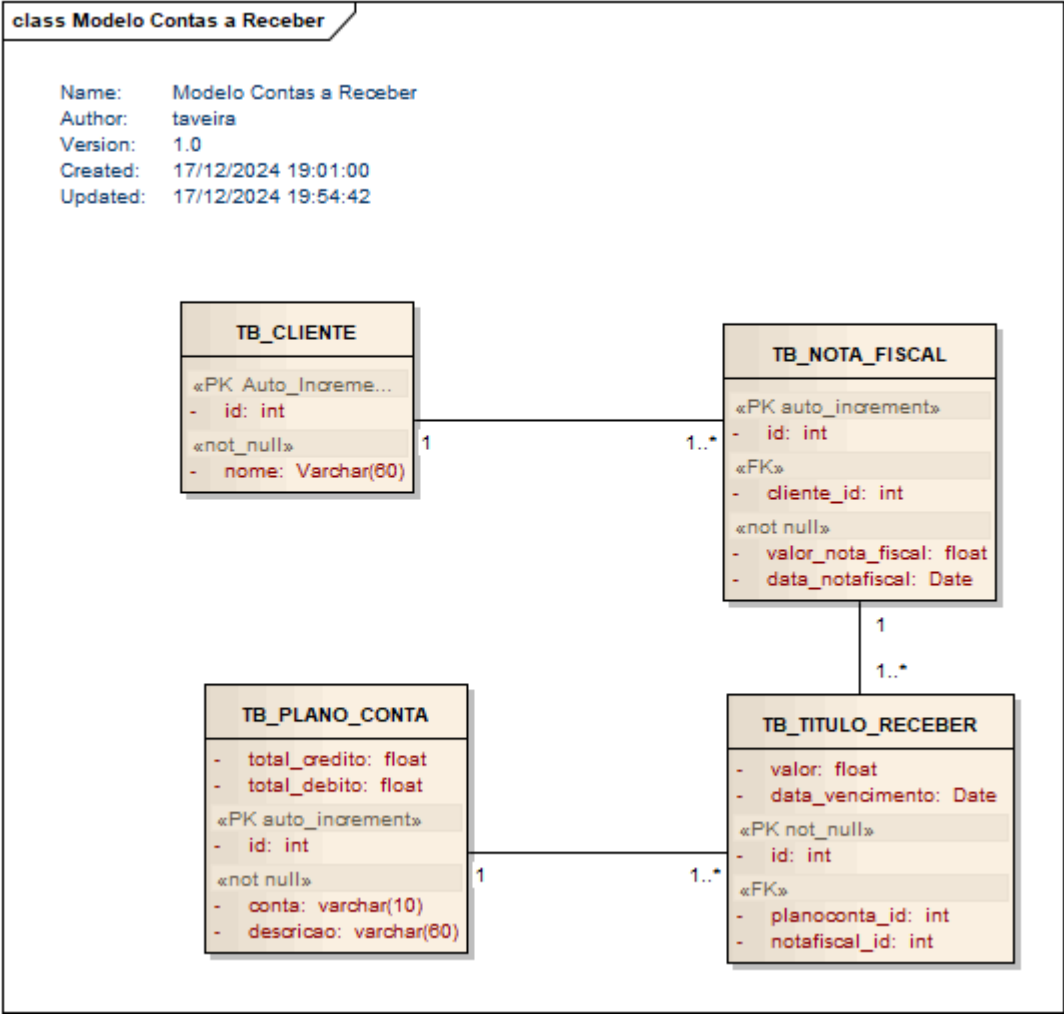 class Modelo Contas a Receber
Name: Modelo Contas a Receber
Author: taveira
Version: 1.0
Created: 17/12/2024 19:01:00
Updated: 17/12/2024 19:54:42
TB_CLIENTE
«PK Auto_Increme...
- id: int
«not_null»
- nome: Varchar(60)
1
1..*
TB_NOTA_FISCAL
«PK auto_increment»
- id: int
«FK»
- cliente_id: int
«not null»
- valor_nota_fiscal: float
- data_notafiscal: Date
1
1..*
TB_PLANO_CONTA
- total_credito: float
- total_debito: float
«PK auto_increment»
- id: int
«not null»
- conta: varchar(10)
- descricao: varchar(60)
1
1..*
TB_TITULO_RECEBER
- valor: float
- data_vencimento: Date
«PK not_null»
- id: int
«FK»
- planoconta_id: int
- notafiscal_id: int